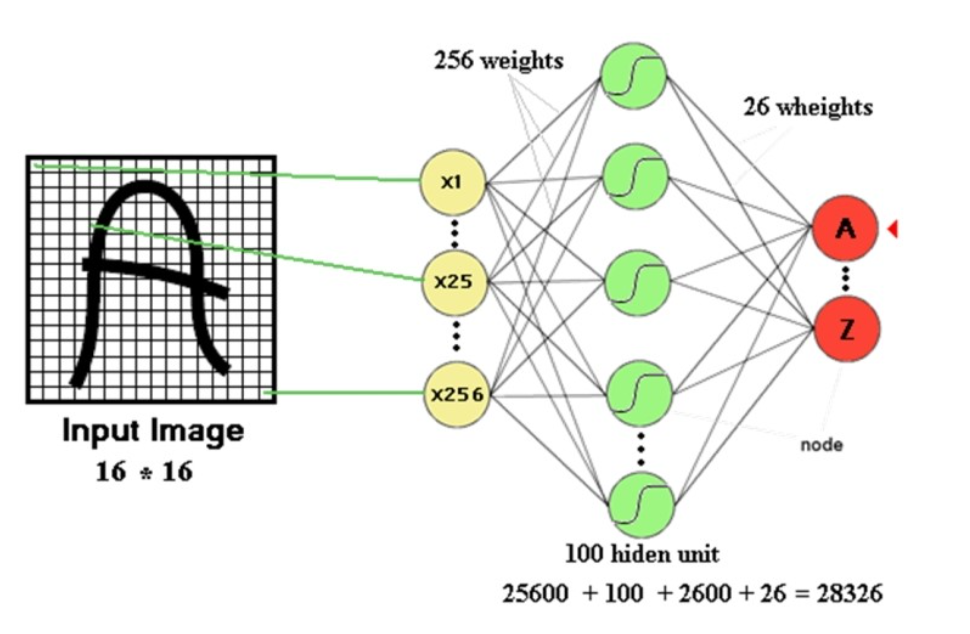 256 weights
26 wheights
x1
x25
x256
A
Z
node
Input Image
16 * 16
100 hiden unit
25600 + 100 + 2600 + 26 = 28326